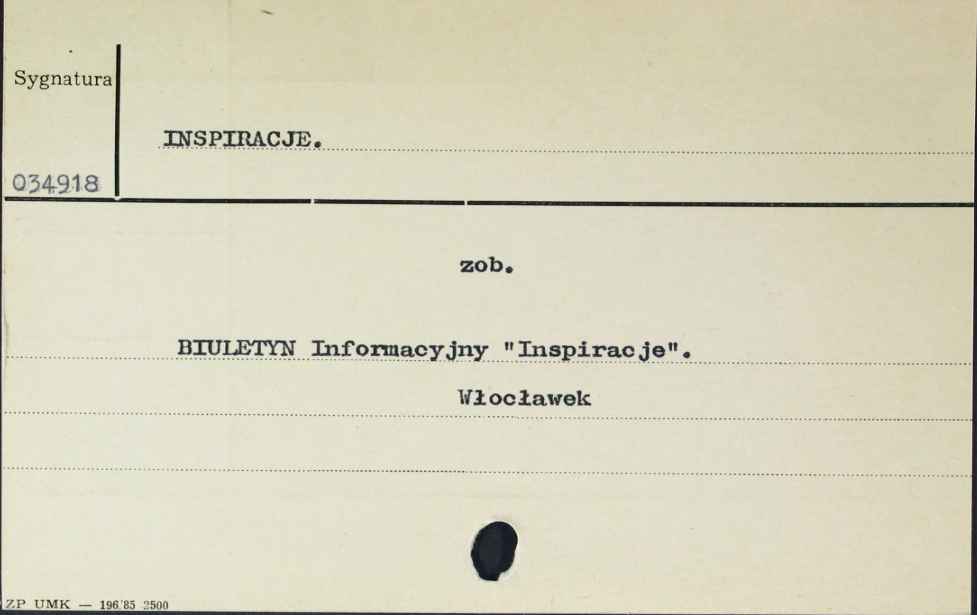 Sygnatura
INSPIRACJE.
034918
zob.
BIULETYN Informacyjny "Inspiracje".
Włocławek
ZP UMK — 196/85 2500